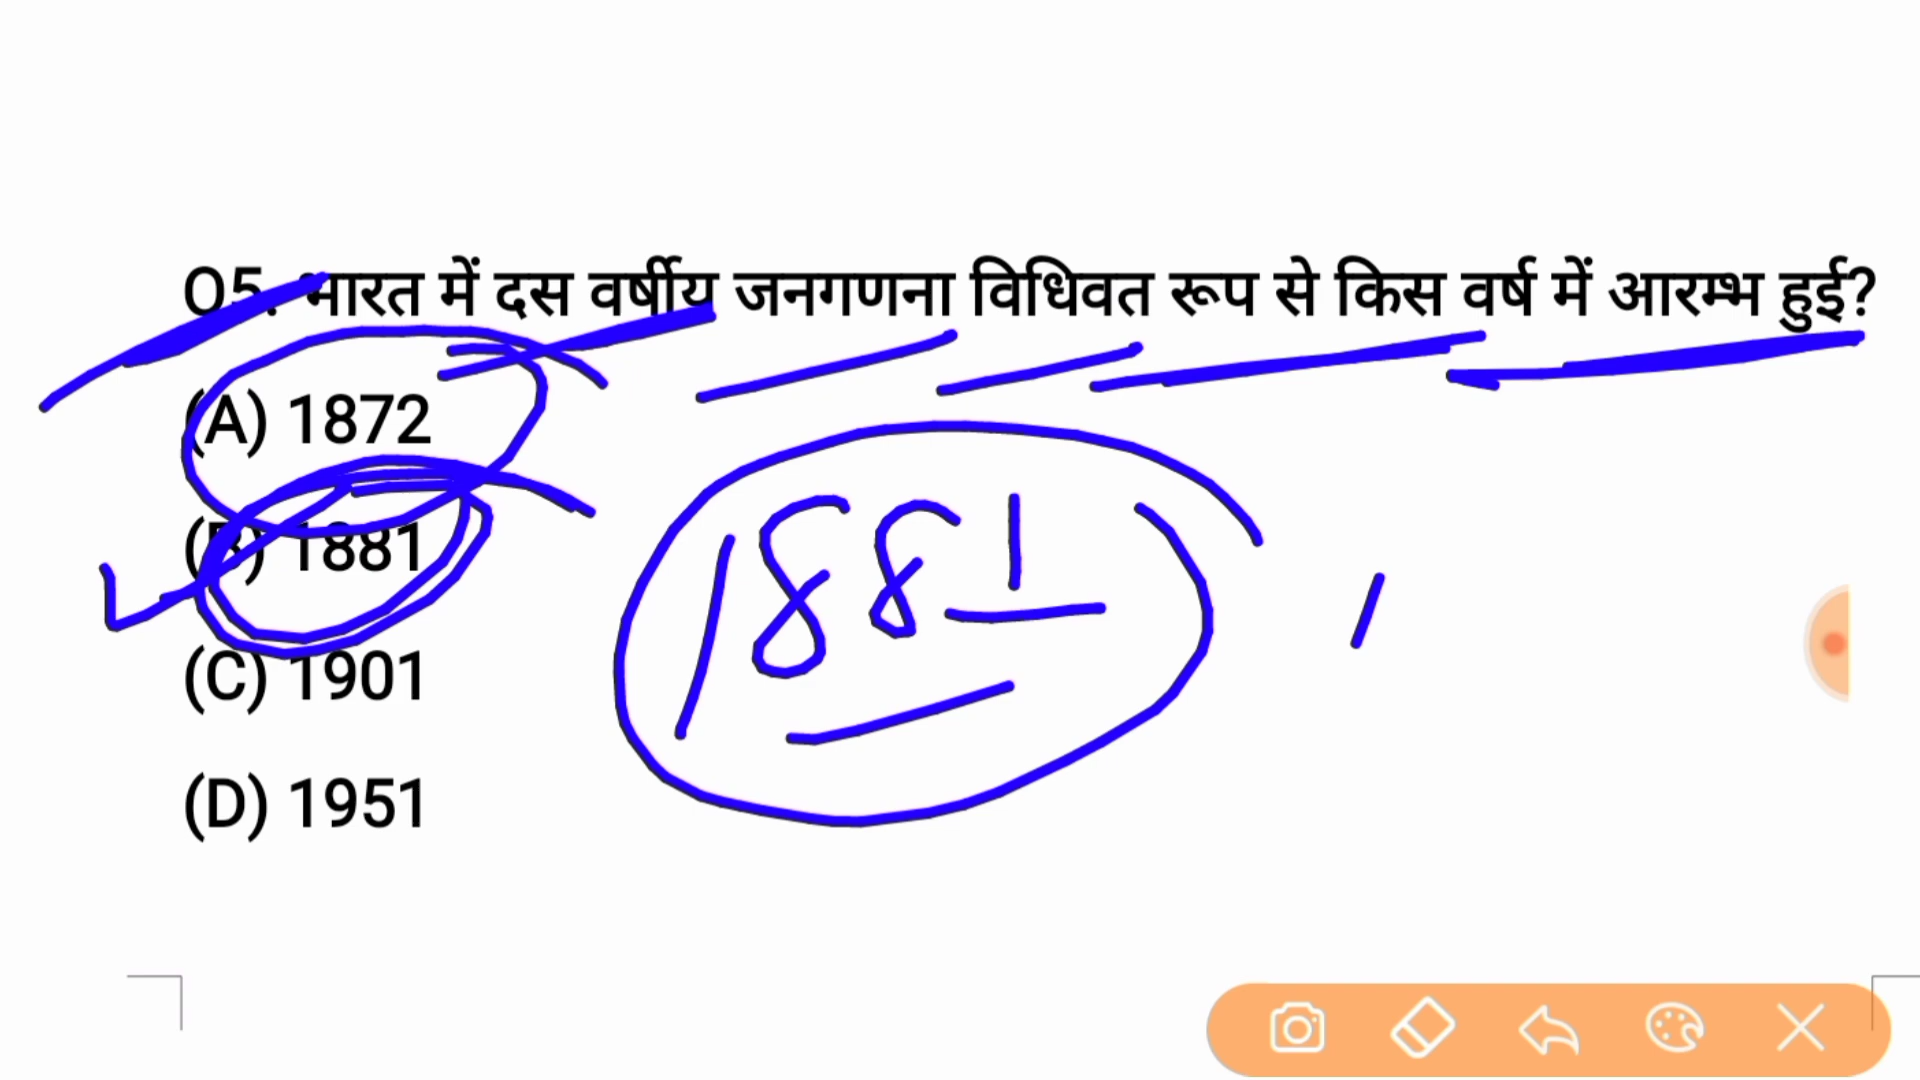 Q5. भारत में दस वर्षीय जनगणना विधिवत रूप से किस वर्ष में आरम्भ हुई?
(A) 1872
(B) 1881
1881
(C) 1901
(D) 1951